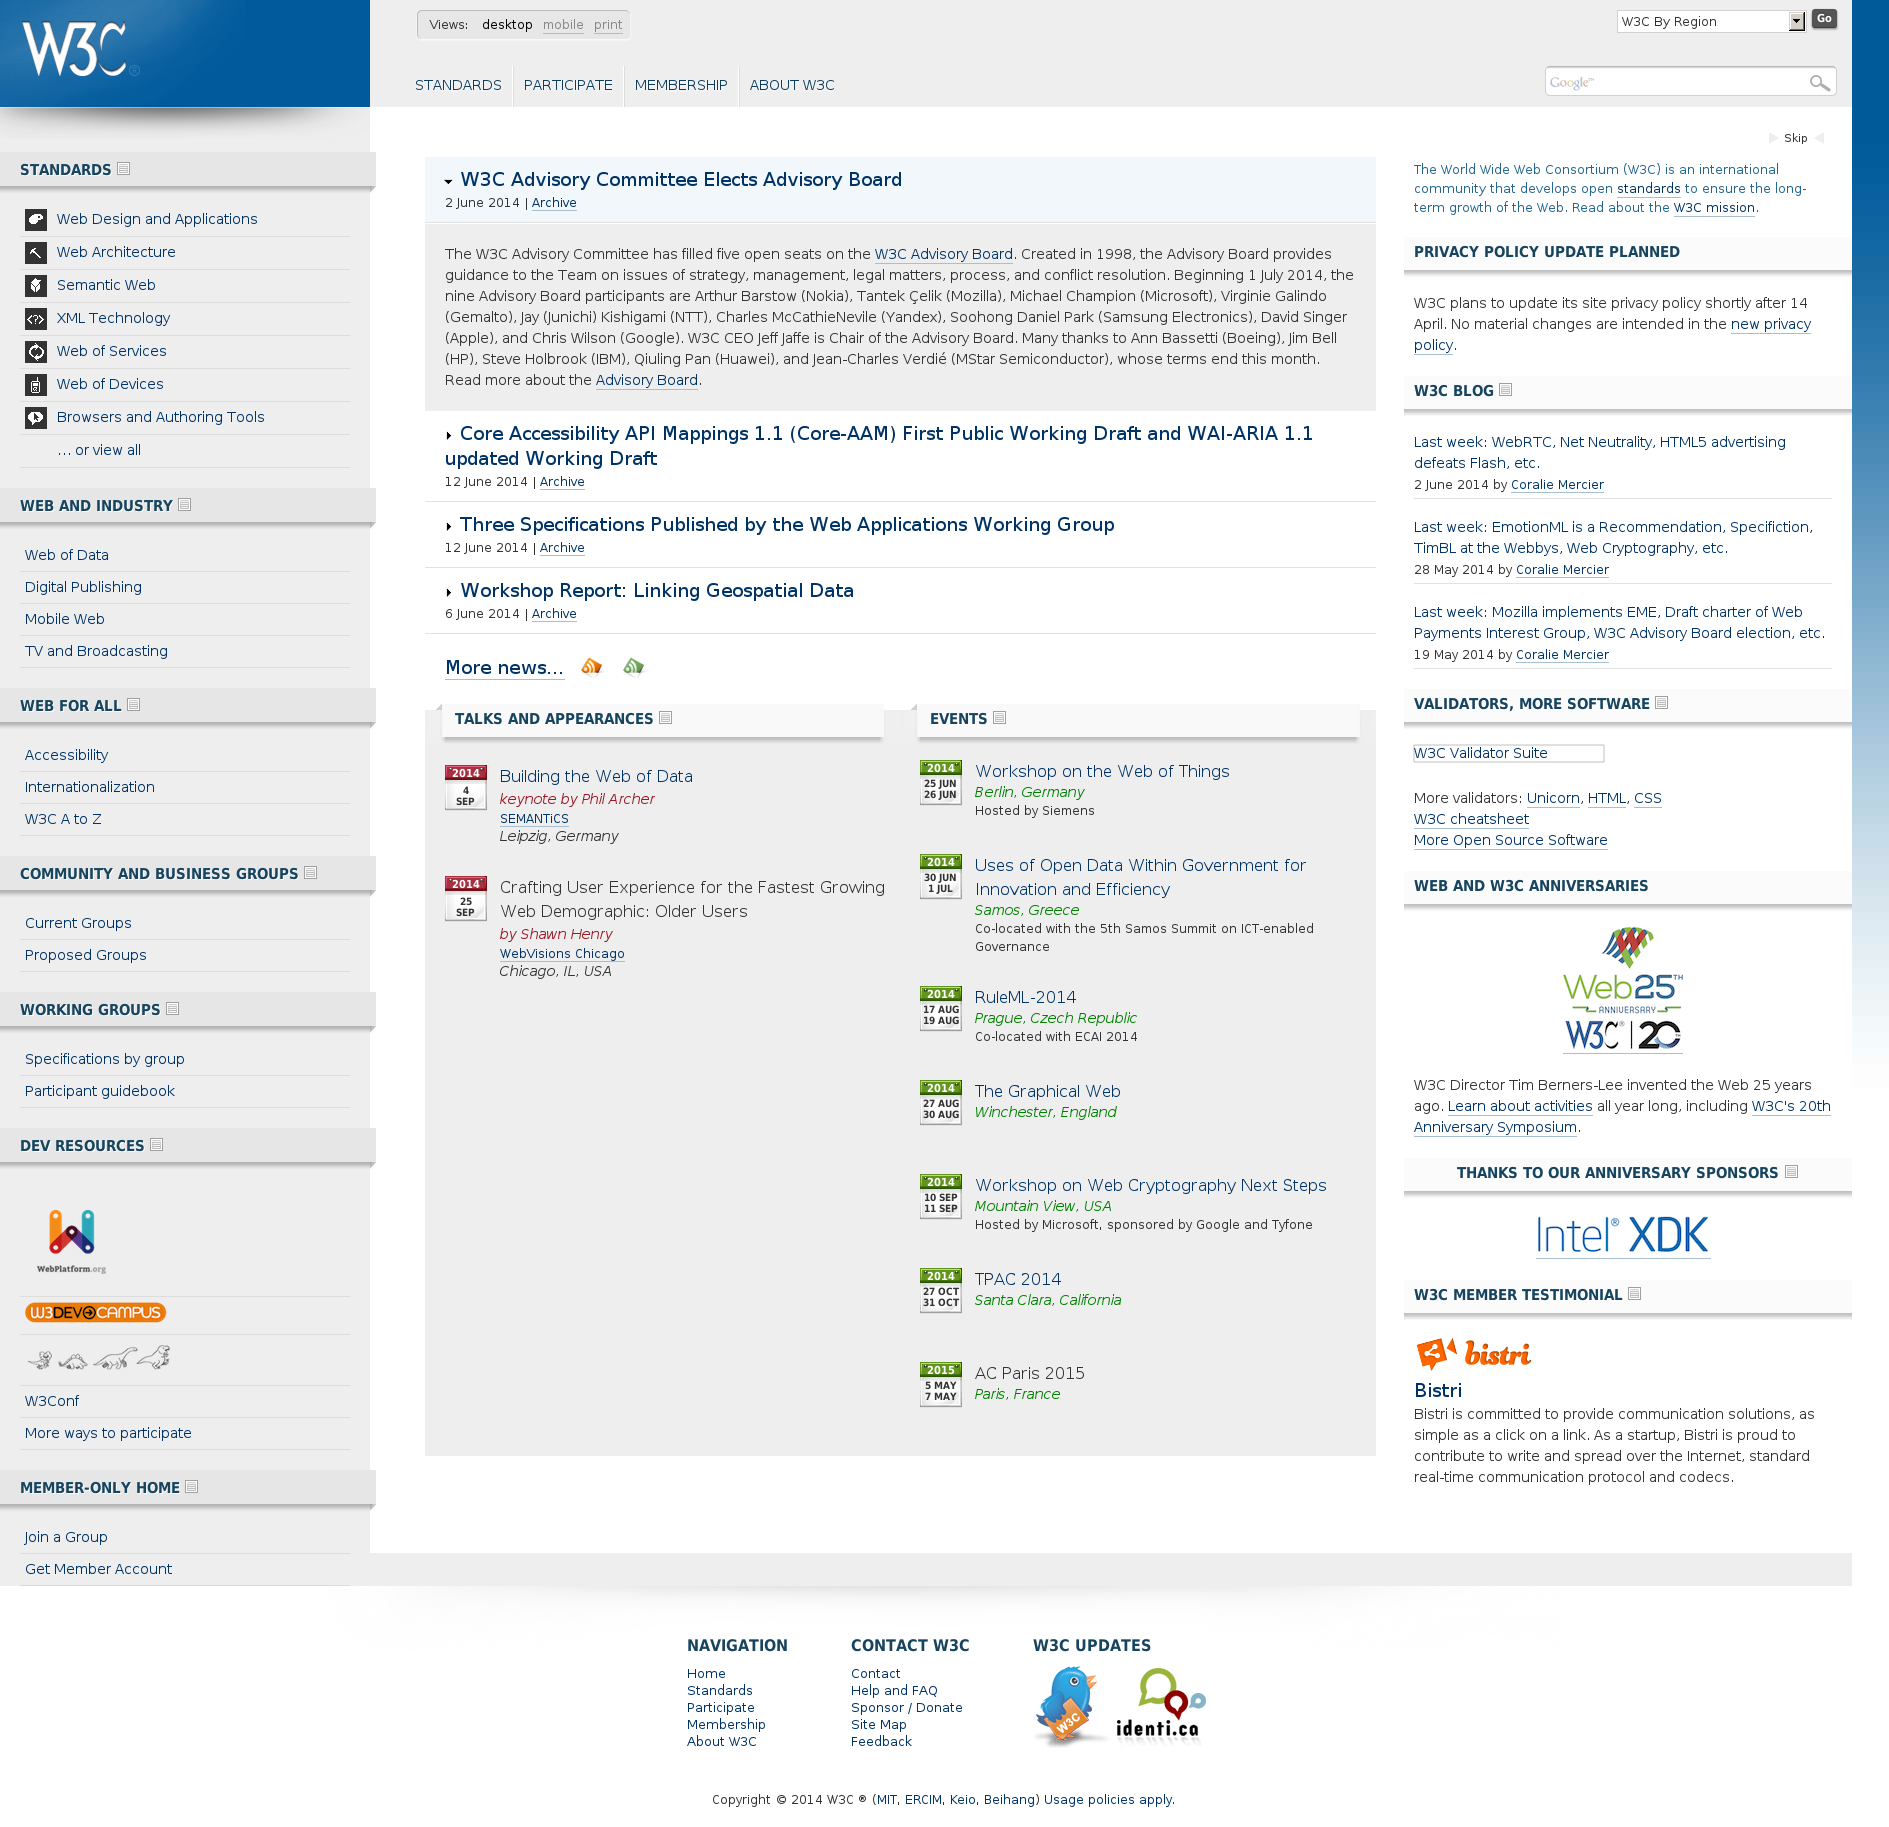 W3C®
Views: desktop mobile print
W3C By Region
Go
STANDARDS
PARTICIPATE
MEMBERSHIP
ABOUT W3C
Google™
Skip
STANDARDS
Web Design and Applications
Web Architecture
Semantic Web
XML Technology
Web of Services
Web of Devices
Browsers and Authoring Tools
… or view all
WEB AND INDUSTRY
Web of Data
Digital Publishing
Mobile Web
TV and Broadcasting
WEB FOR ALL
Accessibility
Internationalization
W3C A to Z
COMMUNITY AND BUSINESS GROUPS
Current Groups
Proposed Groups
WORKING GROUPS
Specifications by group
Participant guidebook
DEV RESOURCES
WebPlatform.org
W3DEVCAMPUS
W3Conf
More ways to participate
MEMBER-ONLY HOME
Join a Group
Get Member Account
W3C Advisory Committee Elects Advisory Board
2 June 2014 | Archive
The W3C Advisory Committee has filled five open seats on the W3C Advisory Board. Created in 1998, the Advisory Board provides
guidance to the Team on issues of strategy, management, legal matters, process, and conflict resolution. Beginning 1 July 2014, the
nine Advisory Board participants are Arthur Barstow (Nokia), Tantek Çelik (Mozilla), Michael Champion (Microsoft), Virginie Galindo
(Gemalto), Jay (Junichi) Kishigami (NTT), Charles McCathieNevile (Yandex), Soohong Daniel Park (Samsung Electronics), David Singer
(Apple), and Chris Wilson (Google). W3C CEO Jeff Jaffe is Chair of the Advisory Board. Many thanks to Ann Bassetti (Boeing), Jim Bell
(HP), Steve Holbrook (IBM), Qiuling Pan (Huawei), and Jean-Charles Verdié (MStar Semiconductor), whose terms end this month.
Read more about the Advisory Board.
Core Accessibility API Mappings 1.1 (Core-AAM) First Public Working Draft and WAI-ARIA 1.1
updated Working Draft
12 June 2014 | Archive
Three Specifications Published by the Web Applications Working Group
12 June 2014 | Archive
Workshop Report: Linking Geospatial Data
6 June 2014 | Archive
More news…
TALKS AND APPEARANCES
2014
4
SEP
Building the Web of Data
keynote by Phil Archer
SEMANTiCS
Leipzig, Germany
2014
25
SEP
Crafting User Experience for the Fastest Growing
Web Demographic: Older Users
by Shawn Henry
WebVisions Chicago
Chicago, IL, USA
EVENTS
2014
25 JUN
26 JUN
Workshop on the Web of Things
Berlin, Germany
Hosted by Siemens
2014
30 JUN
1 JUL
Uses of Open Data Within Government for
Innovation and Efficiency
Samos, Greece
Co-located with the 5th Samos Summit on ICT-enabled
Governance
2014
17 AUG
19 AUG
RuleML-2014
Prague, Czech Republic
Co-located with ECAI 2014
2014
27 AUG
30 AUG
The Graphical Web
Winchester, England
2014
10 SEP
11 SEP
Workshop on Web Cryptography Next Steps
Mountain View, USA
Hosted by Microsoft, sponsored by Google and Tyfone
2014
27 OCT
31 OCT
TPAC 2014
Santa Clara, California
2015
5 MAY
7 MAY
AC Paris 2015
Paris, France
The World Wide Web Consortium (W3C) is an international
community that develops open standards to ensure the long-
term growth of the Web. Read about the W3C mission.
PRIVACY POLICY UPDATE PLANNED
W3C plans to update its site privacy policy shortly after 14
April. No material changes are intended in the new privacy
policy.
W3C BLOG
Last week: WebRTC, Net Neutrality, HTML5 advertising
defeats Flash, etc.
2 June 2014 by Coralie Mercier
Last week: EmotionML is a Recommendation, Specifiction,
TimBL at the Webbys, Web Cryptography, etc.
28 May 2014 by Coralie Mercier
Last week: Mozilla implements EME, Draft charter of Web
Payments Interest Group, W3C Advisory Board election, etc.
19 May 2014 by Coralie Mercier
VALIDATORS, MORE SOFTWARE
W3C Validator Suite
More validators: Unicorn, HTML, CSS
W3C cheatsheet
More Open Source Software
WEB AND W3C ANNIVERSARIES
Web25TH
ANNIVERSARY
W3C® | 20
W3C Director Tim Berners-Lee invented the Web 25 years
ago. Learn about activities all year long, including W3C's 20th
Anniversary Symposium.
THANKS TO OUR ANNIVERSARY SPONSORS
Intel® XDK
W3C MEMBER TESTIMONIAL
bistri
Bistri
Bistri is committed to provide communication solutions, as
simple as a click on a link. As a startup, Bistri is proud to
contribute to write and spread over the Internet, standard
real-time communication protocol and codecs.
NAVIGATION
Home
Standards
Participate
Membership
About W3C
CONTACT W3C
Contact
Help and FAQ
Sponsor / Donate
Site Map
Feedback
W3C UPDATES
W3C
identi.ca
Copyright © 2014 W3C ® (MIT, ERCIM, Keio, Beihang) Usage policies apply.